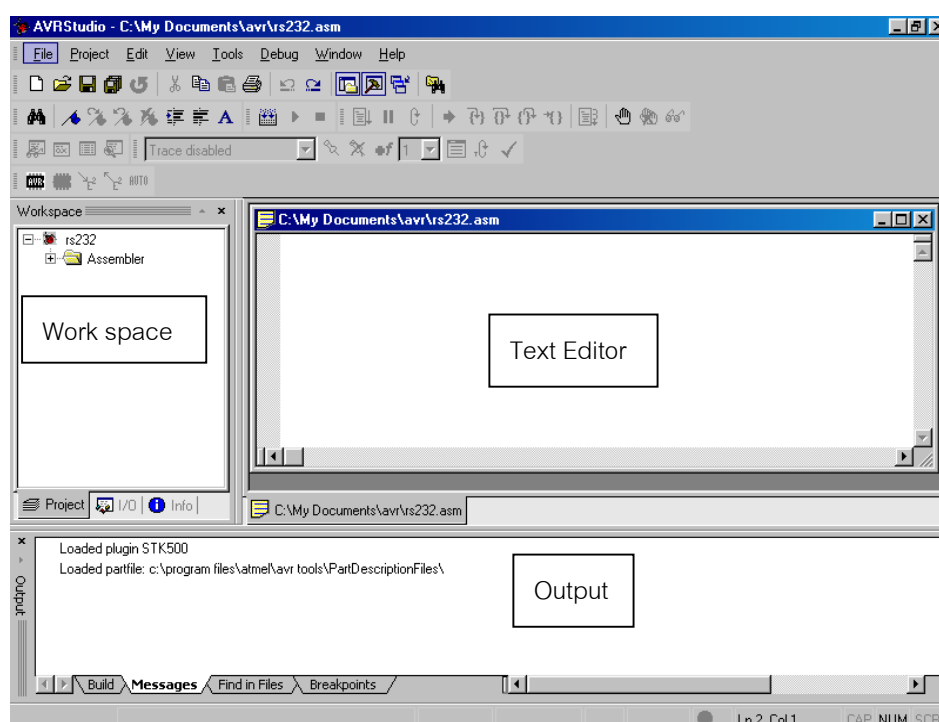 AVRStudio - C:\My Documents\avr\rs232.asm
File Project Edit View Tools Debug Window Help
Trace disabled
1
AVR AUTO
Workspace
rs232
Assembler
Work space
Project I/O Info
C:\My Documents\avr\rs232.asm
Text Editor
C:\My Documents\avr\rs232.asm
Output
Loaded plugin STK500
Loaded partfile: c:\program files\atmel\avr tools\PartDescriptionFiles\
Output
Build Messages Find in Files Breakpoints
Ln 2, Col 1 CAP NUM SCR